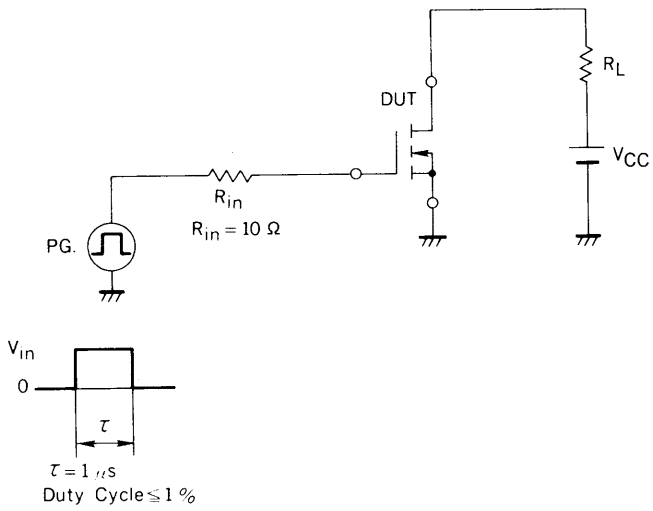 R_L
DUT
V_CC
R_in
R_in = 10 Ω
PG.
V_in
0
τ
τ = 1 μs
Duty Cycle ≦ 1 %